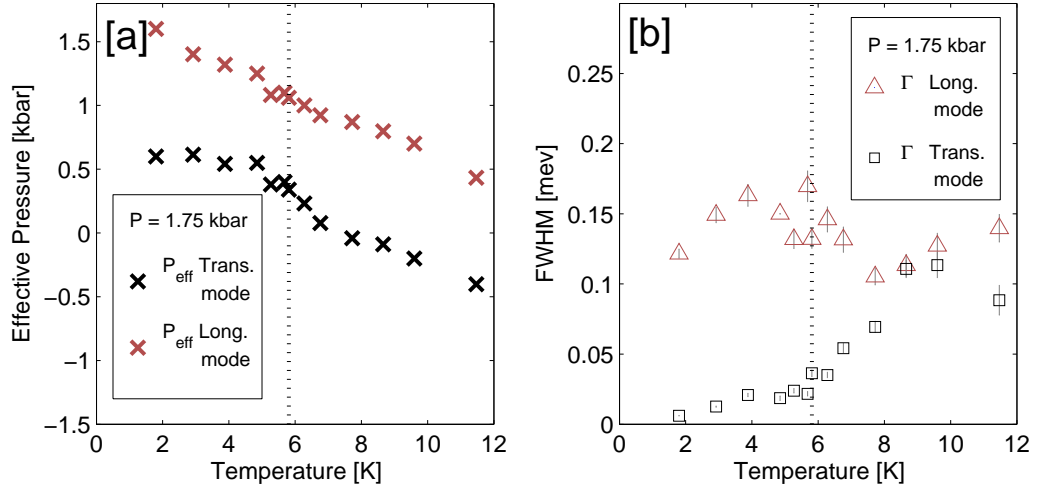 [a]
Effective Pressure [kbar]
1.5
1
0.5
0
−0.5
−1
−1.5
P = 1.75 kbar
Peff Trans.
mode
Peff Long.
mode
0 2 4 6 8 10 12
Temperature [K]
[b]
FWHM [mev]
0.25
0.2
0.15
0.1
0.05
0
P = 1.75 kbar
Γ Long.
mode
Γ Trans.
mode
0 2 4 6 8 10 12
Temperature [K]